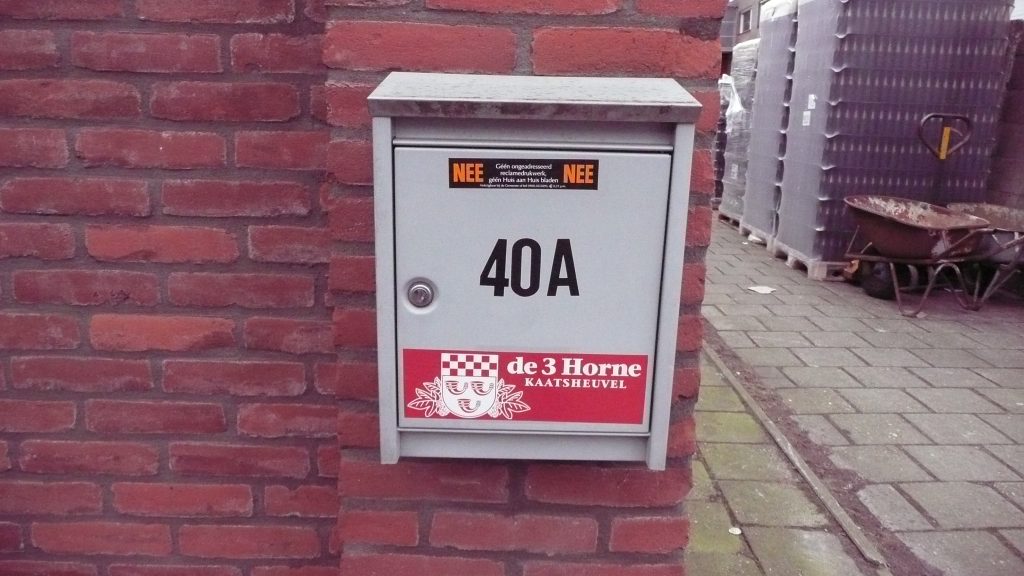 NEE Géén ongeadresseerd NEE
reclamedrukwerk,
géén Huis aan Huis bladen
40A
de 3 Horne
KAATSHEUVEL